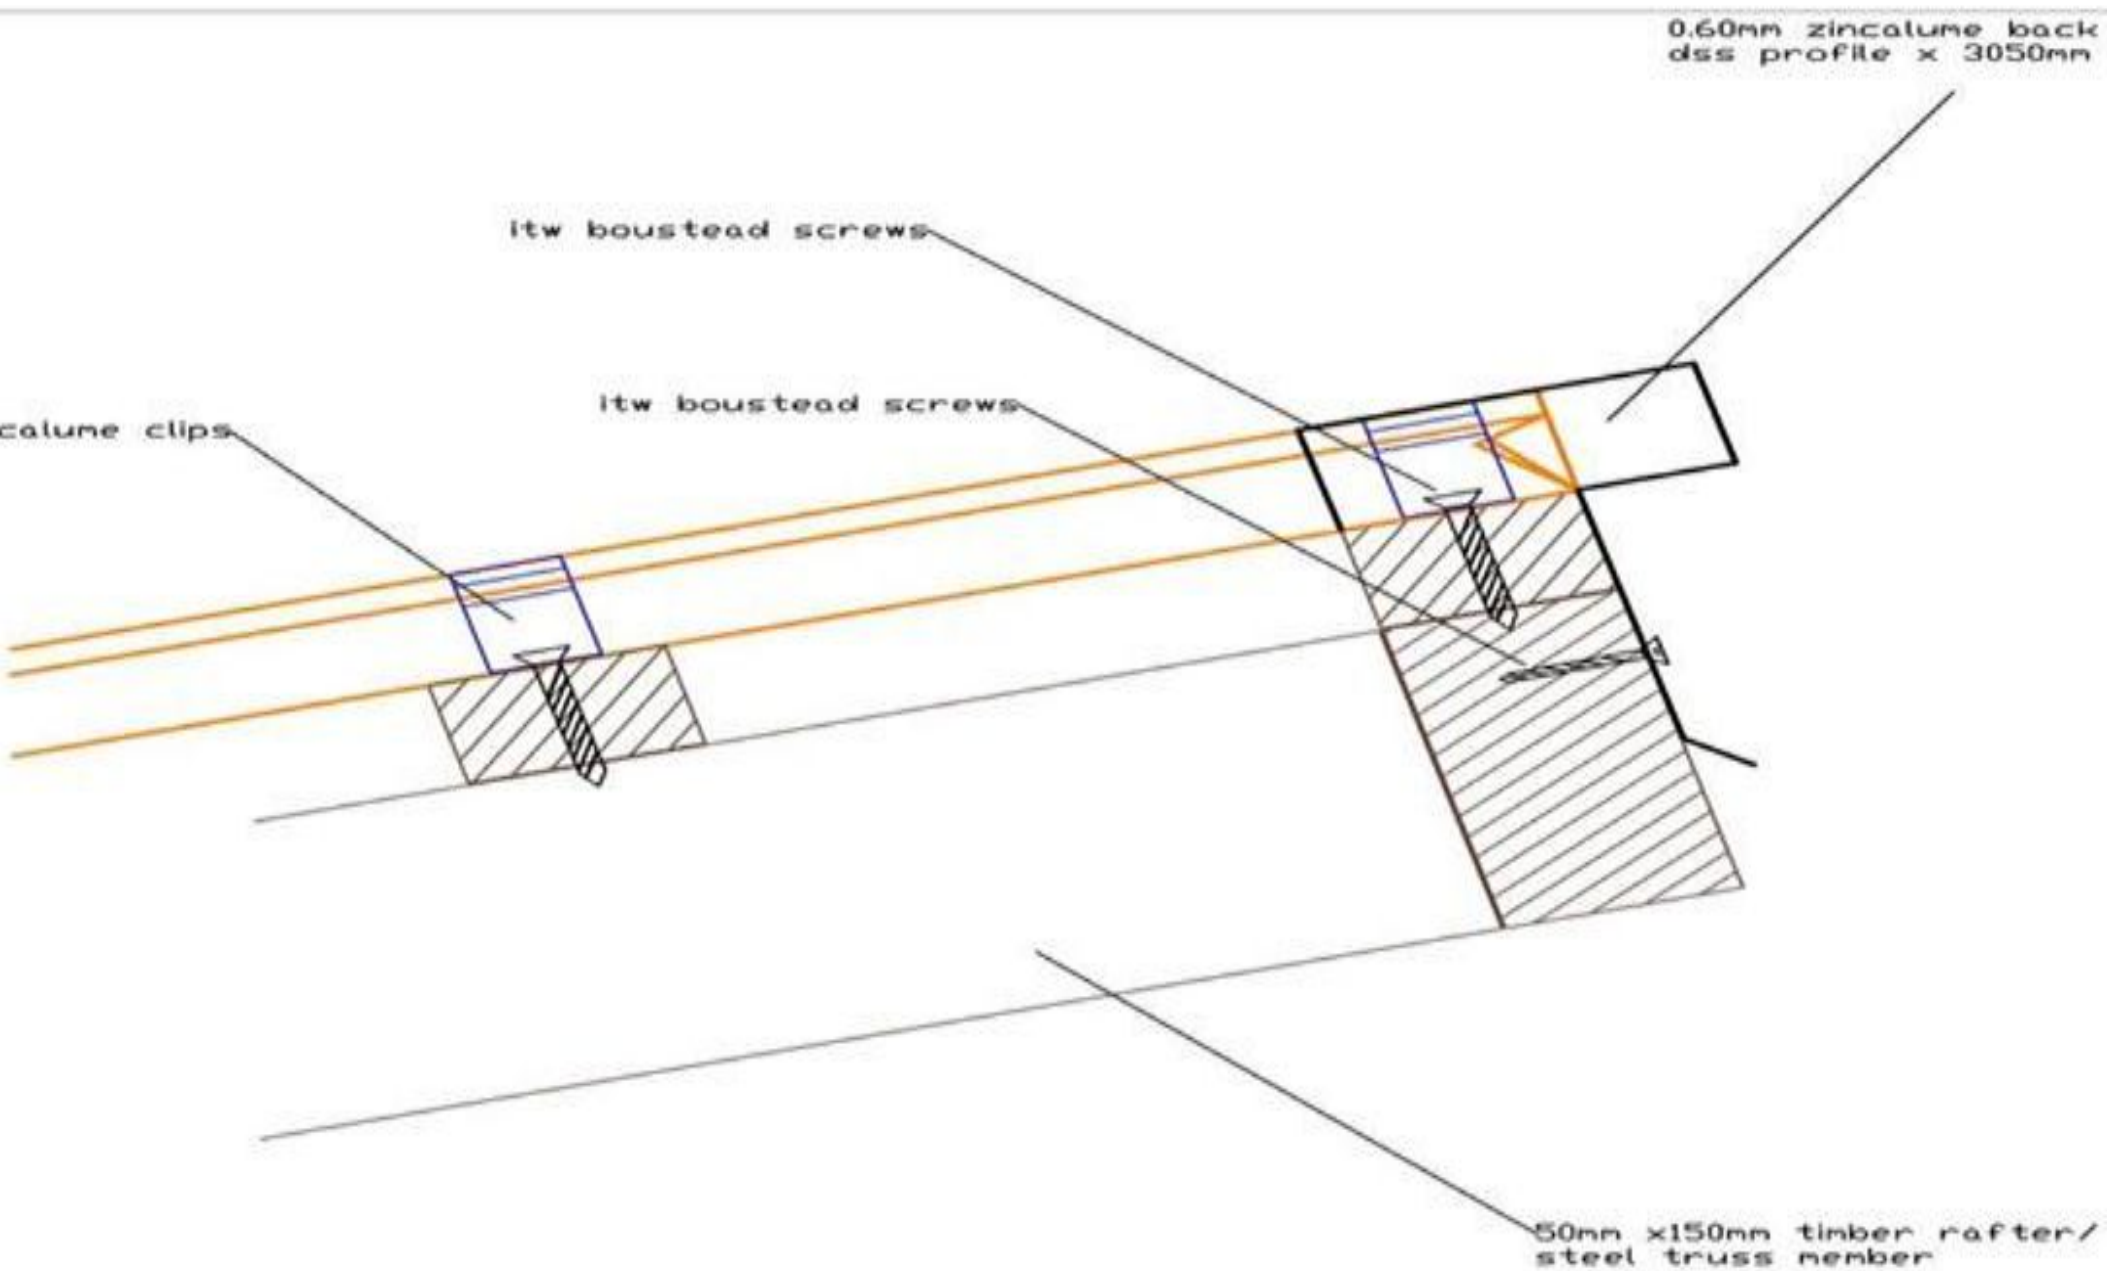 0.60mm zincalume back
dss profile x 3050mm
itw boustead screws
itw boustead screws
calume clips
50mm x150mm timber rafter/
steel truss member